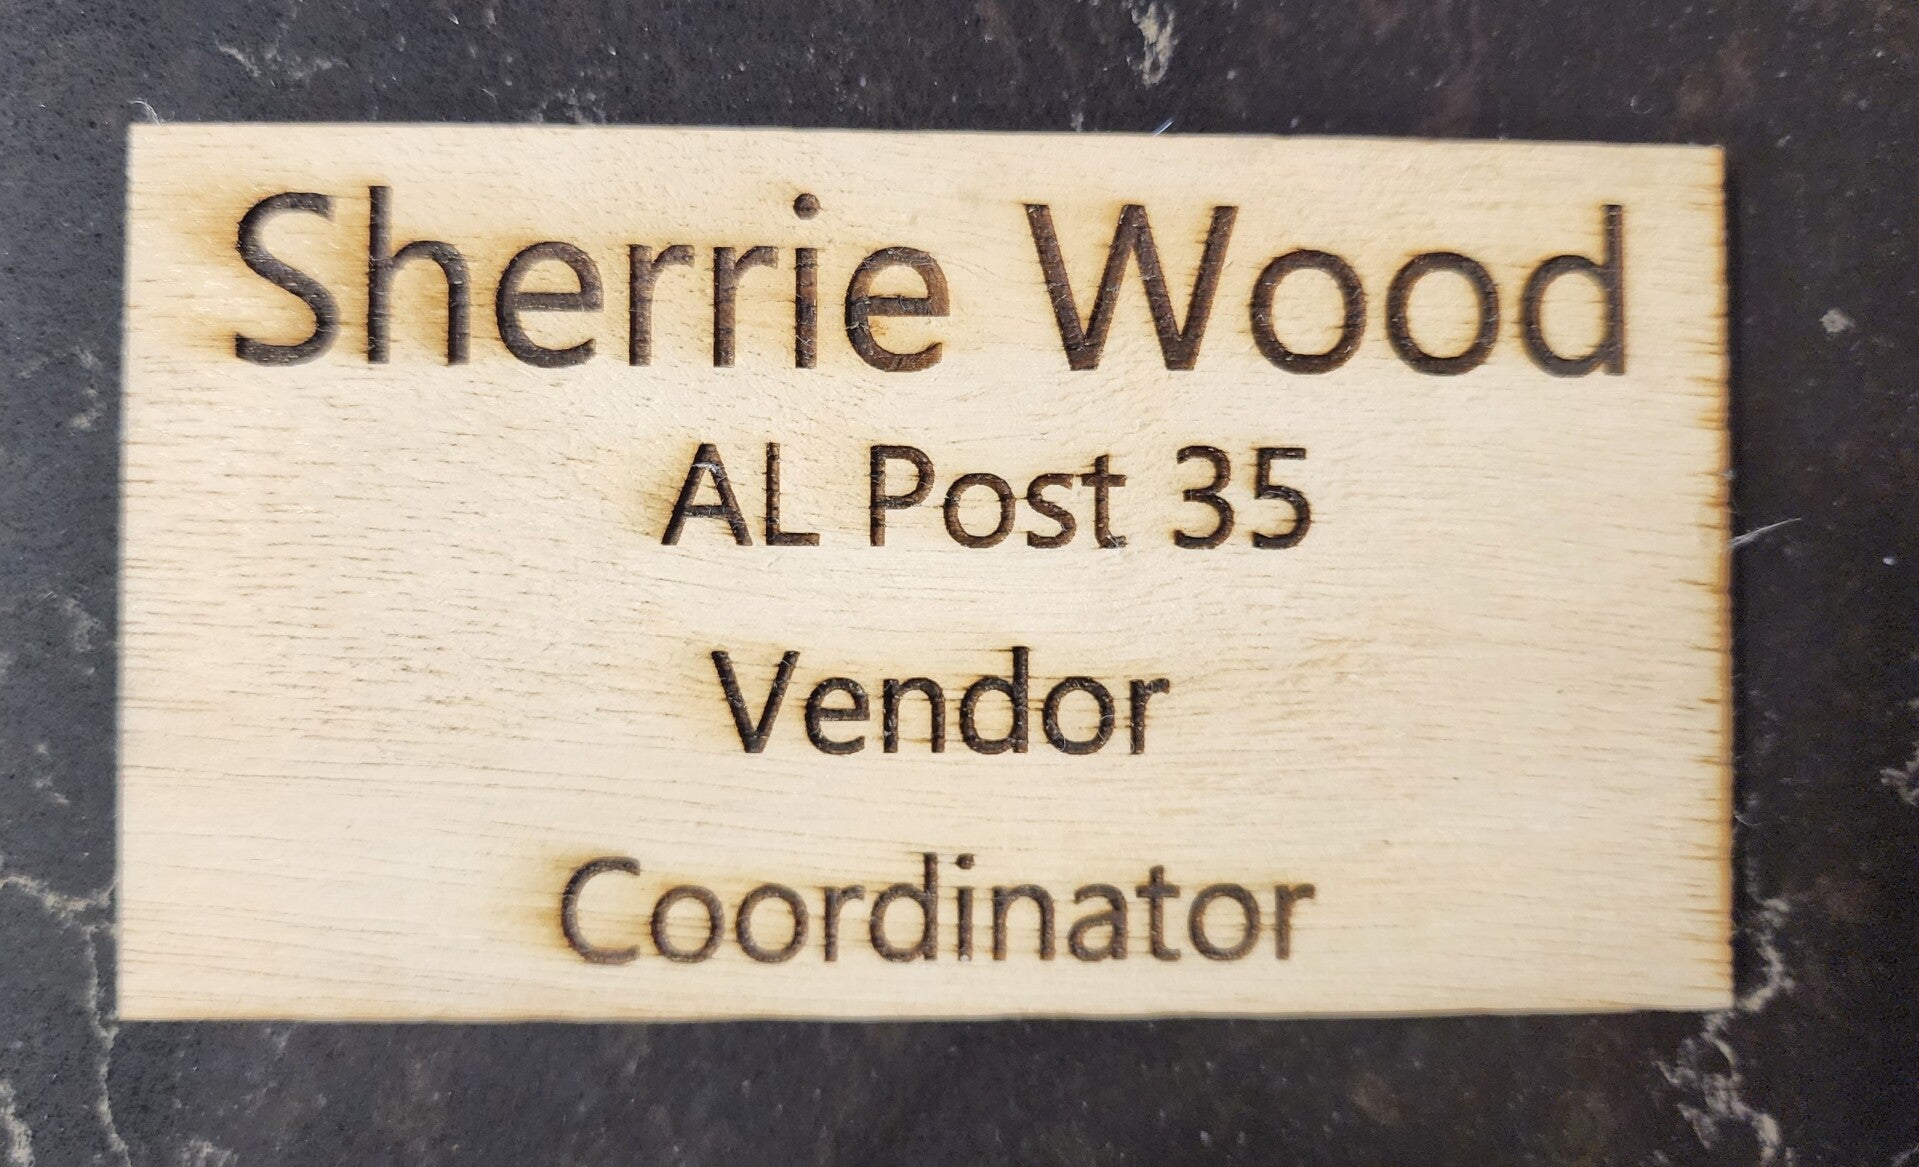 Sherrie Wood
AL Post 35
Vendor
Coordinator